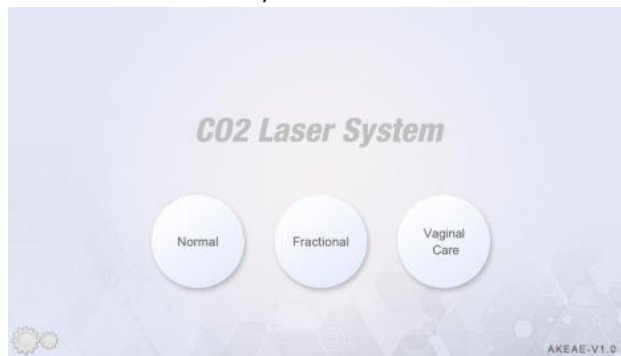 CO2 Laser System
Normal
Fractional
Vaginal
Care
AKEAE-V1.0